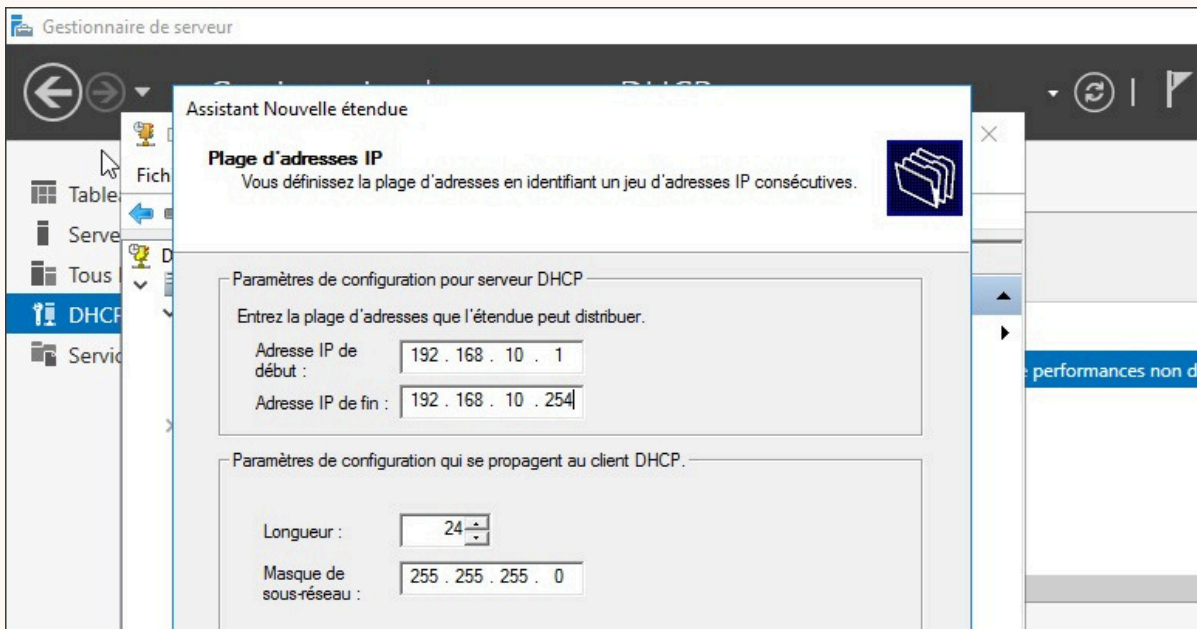 Gestionnaire de serveur
Assistant Nouvelle étendue
Plage d'adresses IP
Vous définissez la plage d'adresses en identifiant un jeu d'adresses IP consécutives.
Fich
Table
Serve
Tous
DHCP
Servic
D
Paramètres de configuration pour serveur DHCP
Entrez la plage d'adresses que l'étendue peut distribuer.
Adresse IP de
début :
192 . 168 . 10 . 1
Adresse IP de fin :
192 . 168 . 10 . 254
e performances non d
Paramètres de configuration qui se propagent au client DHCP.
Longueur :
24
Masque de
sous-réseau :
255 . 255 . 255 . 0